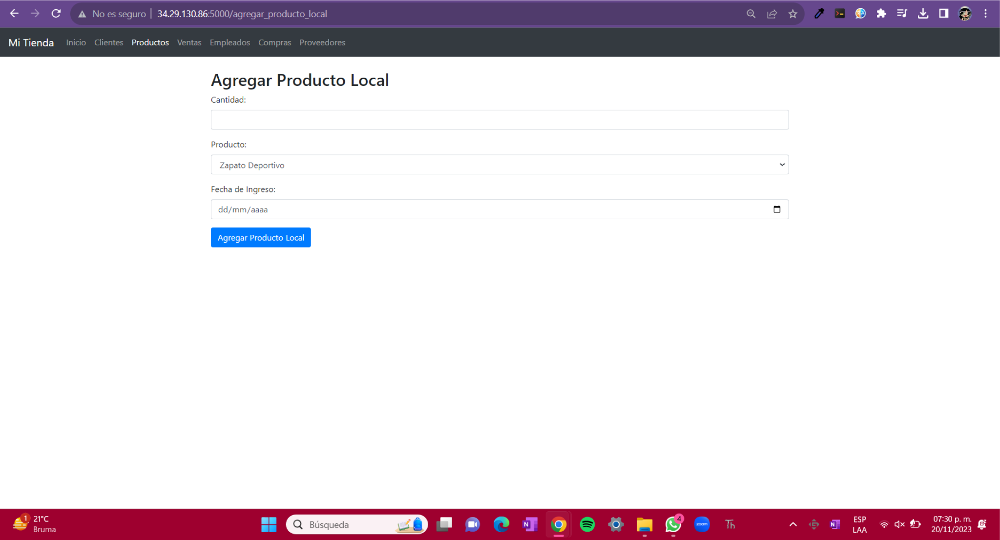 No es seguro 34.29.130.86:5000/agregar_producto_local
Mi Tienda Inicio Clientes Productos Ventas Empleados Compras Proveedores
Agregar Producto Local
Cantidad:
Producto:
Zapato Deportivo
Fecha de Ingreso:
dd/mm/aaaa
Agregar Producto Local
1
21°C
Bruma
Búsqueda
N
4
zoom
Th
N
ESP
LAA
07:30 p. m.
20/11/2023